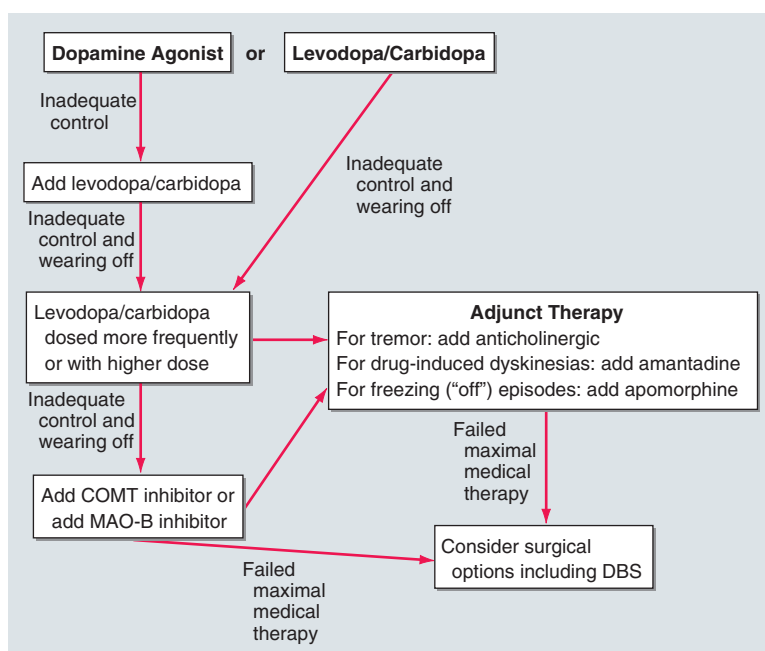 Dopamine Agonist or Levodopa/Carbidopa
Inadequate
control
Add levodopa/carbidopa
Inadequate
control and
wearing off
Inadequate
control and
wearing off
Levodopa/carbidopa
dosed more frequently
or with higher dose
Adjunct Therapy
For tremor: add anticholinergic
For drug-induced dyskinesias: add amantadine
For freezing (“off”) episodes: add apomorphine
Inadequate
control and
wearing off
Failed
maximal
medical
therapy
Add COMT inhibitor or
add MAO-B inhibitor
Consider surgical
options including DBS
Failed
maximal
medical
therapy